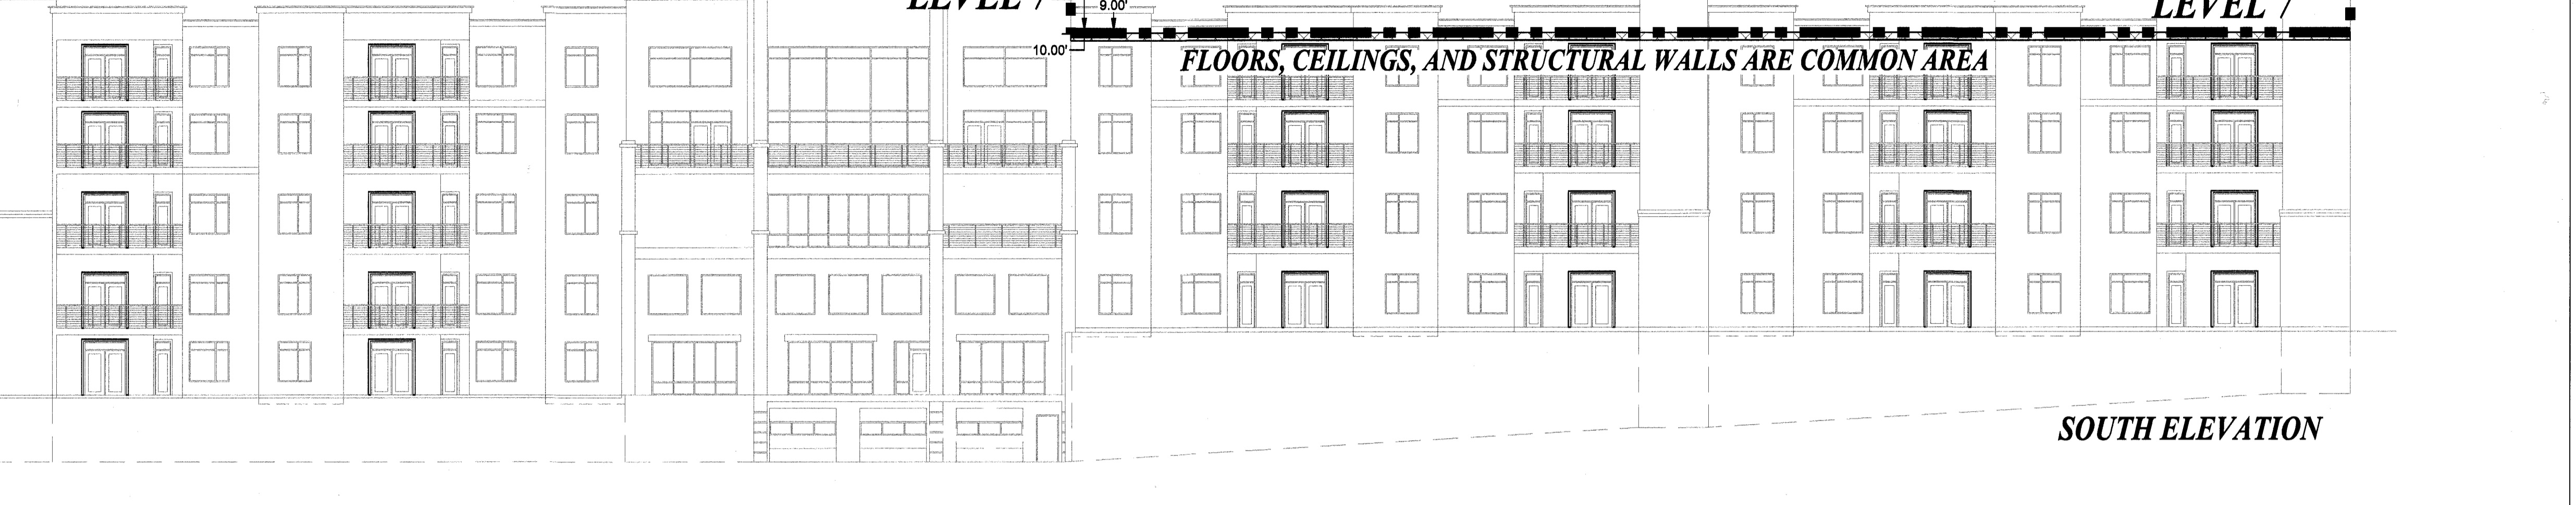 LEVEL 7
9.00'
LEVEL 7
10.00'
FLOORS, CEILINGS, AND STRUCTURAL WALLS ARE COMMON AREA
SOUTH ELEVATION